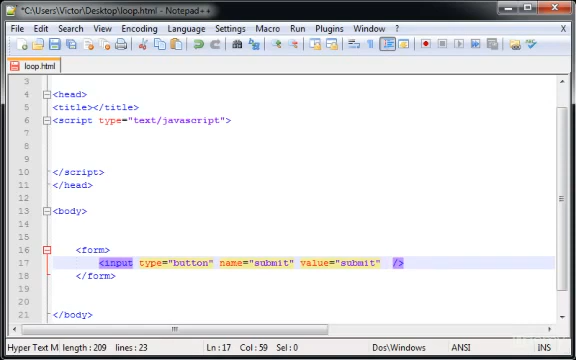 *C:\Users\Victor\Desktop\loop.html - Notepad++
File Edit Search View Encoding Language Settings Macro Run Plugins Window ? X
loop.html
3
4 <head>
5 <title></title>
6 <script type="text/javascript">
7
8
9
10 </script>
11 </head>
12
13 <body>
14
15
16 <form>
17 <input type="button" name="submit" value="submit" />
18 </form>
19
20
21 </body>
Hyper Text M length : 209 lines : 23 Ln : 17 Col : 59 Sel : 0 Dos\Windows ANSI INS